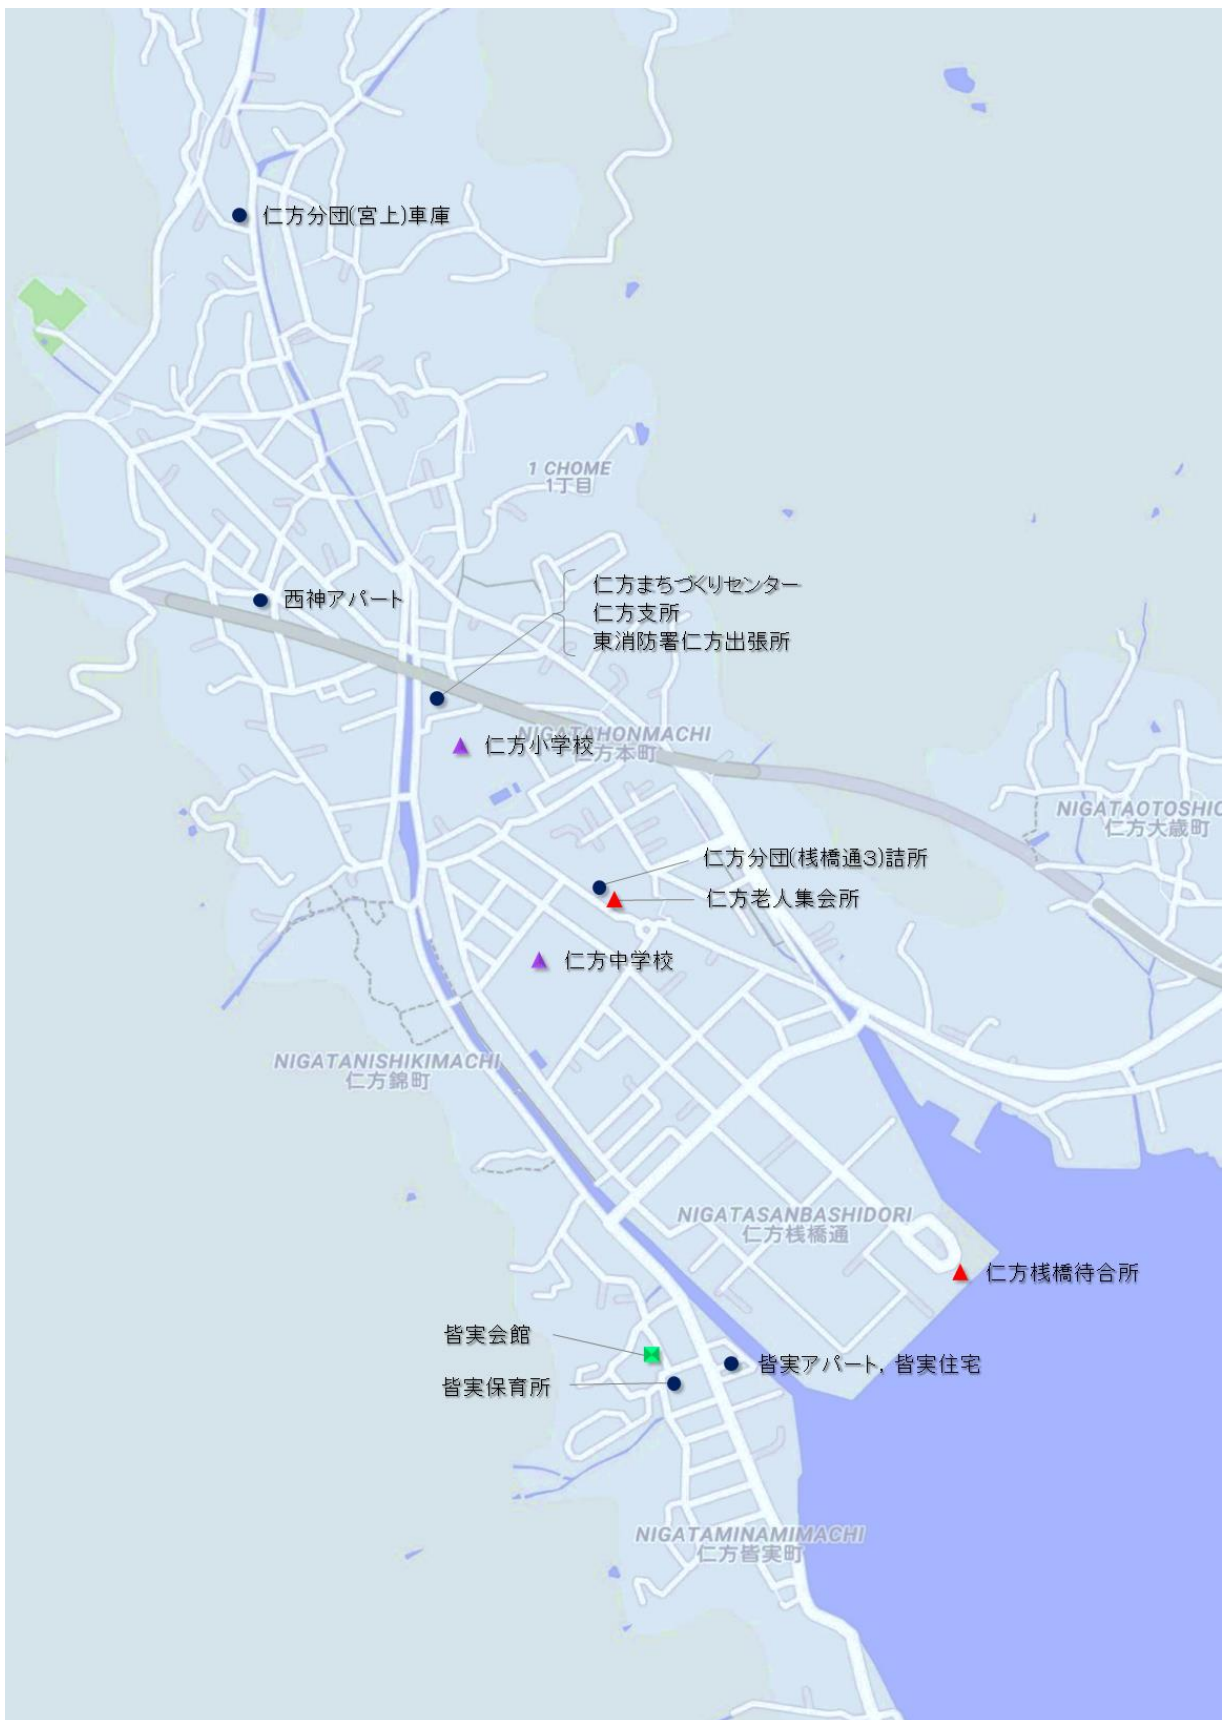 仁方分団(宮上)車庫
1 CHOME
1丁目
仁方まちづくりセンター
仁方支所
東消防署仁方出張所
西神アパート
NIGATAHONMACHI
仁方本町
仁方小学校
NIGATAOTOSHIC
仁方大歳町
仁方分団(桟橋通3)詰所
仁方老人集会所
仁方中学校
NIGATANISHIKIMACHI
仁方錦町
NIGATASANBASHIDORI
仁方桟橋通
仁方桟橋待合所
皆実会館
皆実アパート, 皆実住宅
皆実保育所
NIGATAMINAMIMACHI
仁方皆実町